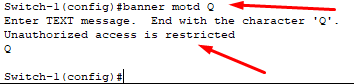 Switch-1(config)#banner motd Q
Enter TEXT message.  End with the character 'Q'.
Unauthorized access is restricted
Q
Switch-1(config)#